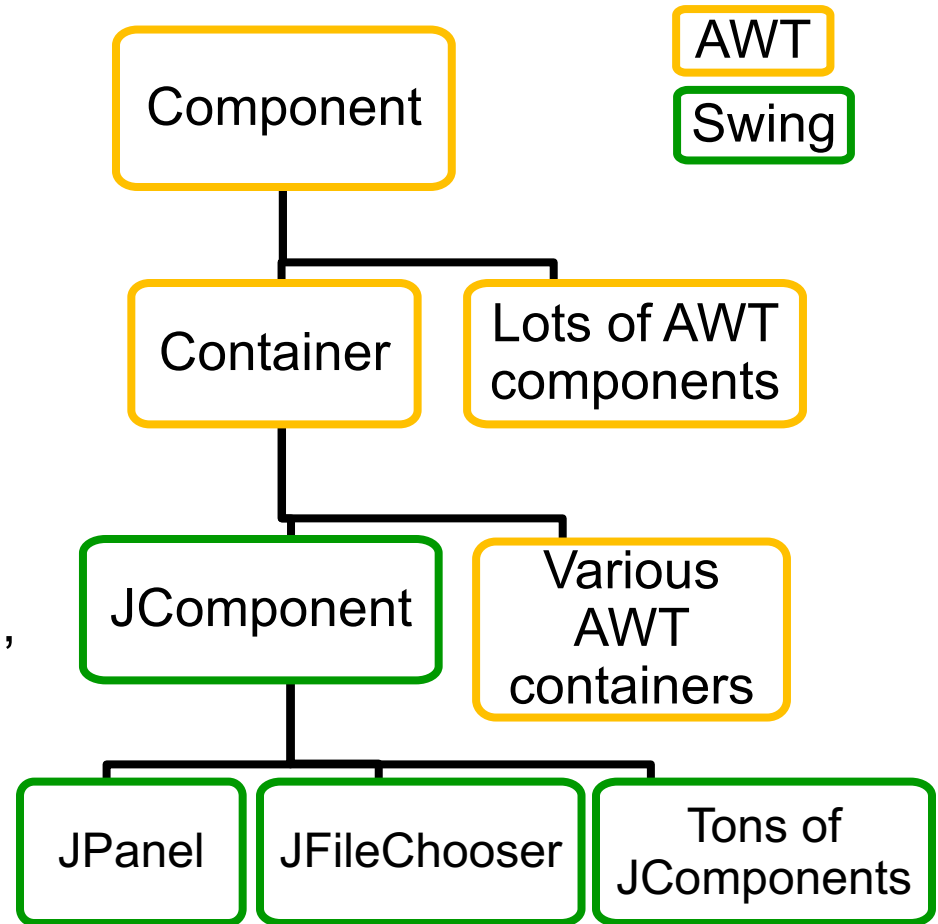 Component
AWT
Swing
Container
Lots of AWT
components
,
JComponent
Various
AWT
containers
JPanel
JFileChooser
Tons of
JComponents